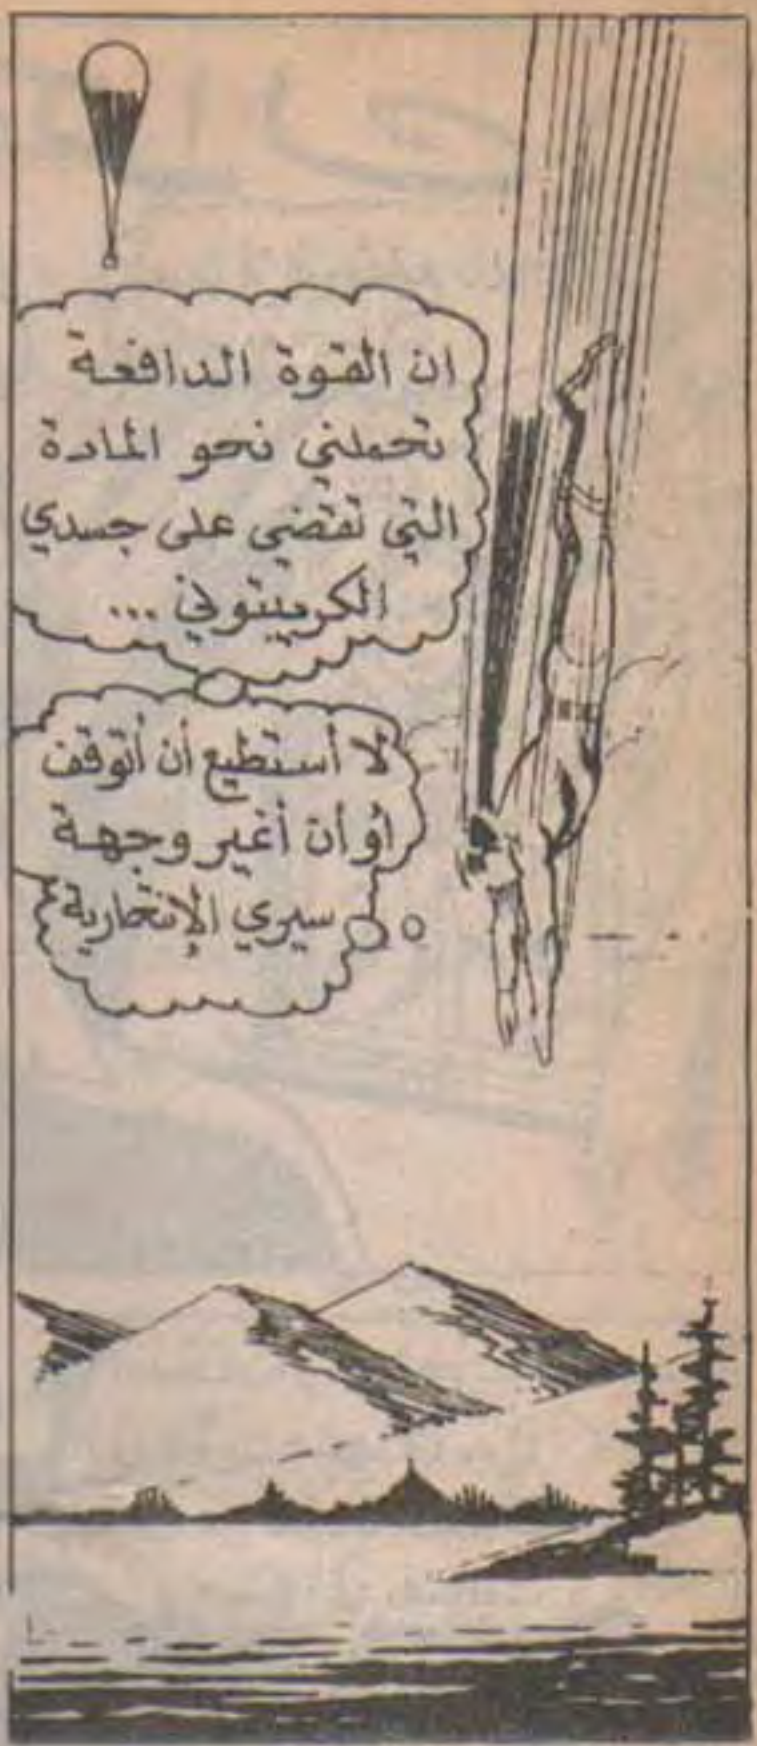 ان القوة الدافعة
تحملني نحو المادة
التي تقضي على جسدي
الكريبتوني ...
لا أستطيع أن أتوقف
أو أن أغير وجهة
سيري الإنتحارية